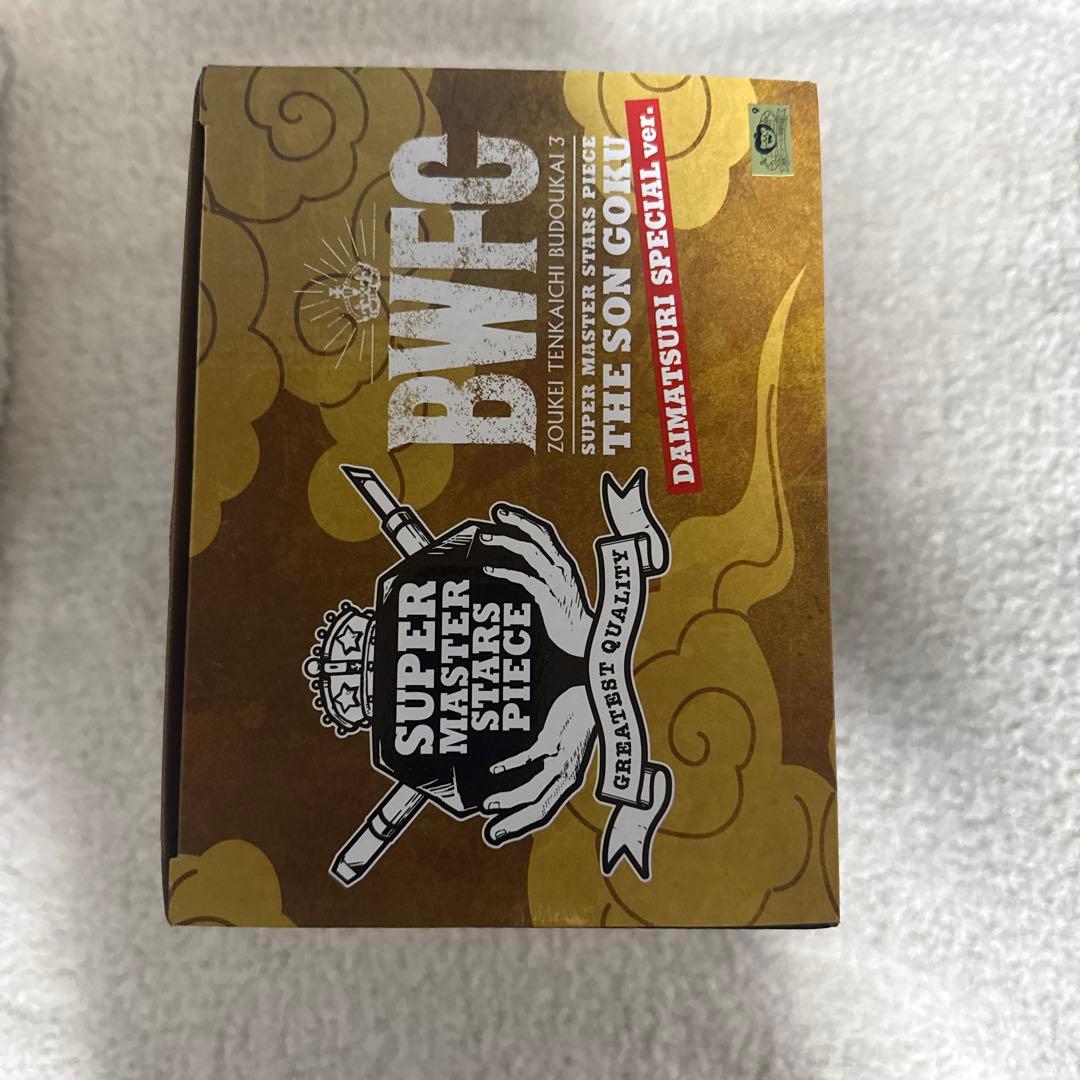 SUPER
MASTER
STARS
PIECE
GREATEST QUALITY
BWFC
ZOUKEI TENKAICHI BUDOUKAI 3
SUPER MASTER STARS PIECE
THE SON GOKU
DAIMATSURI SPECIAL ver.